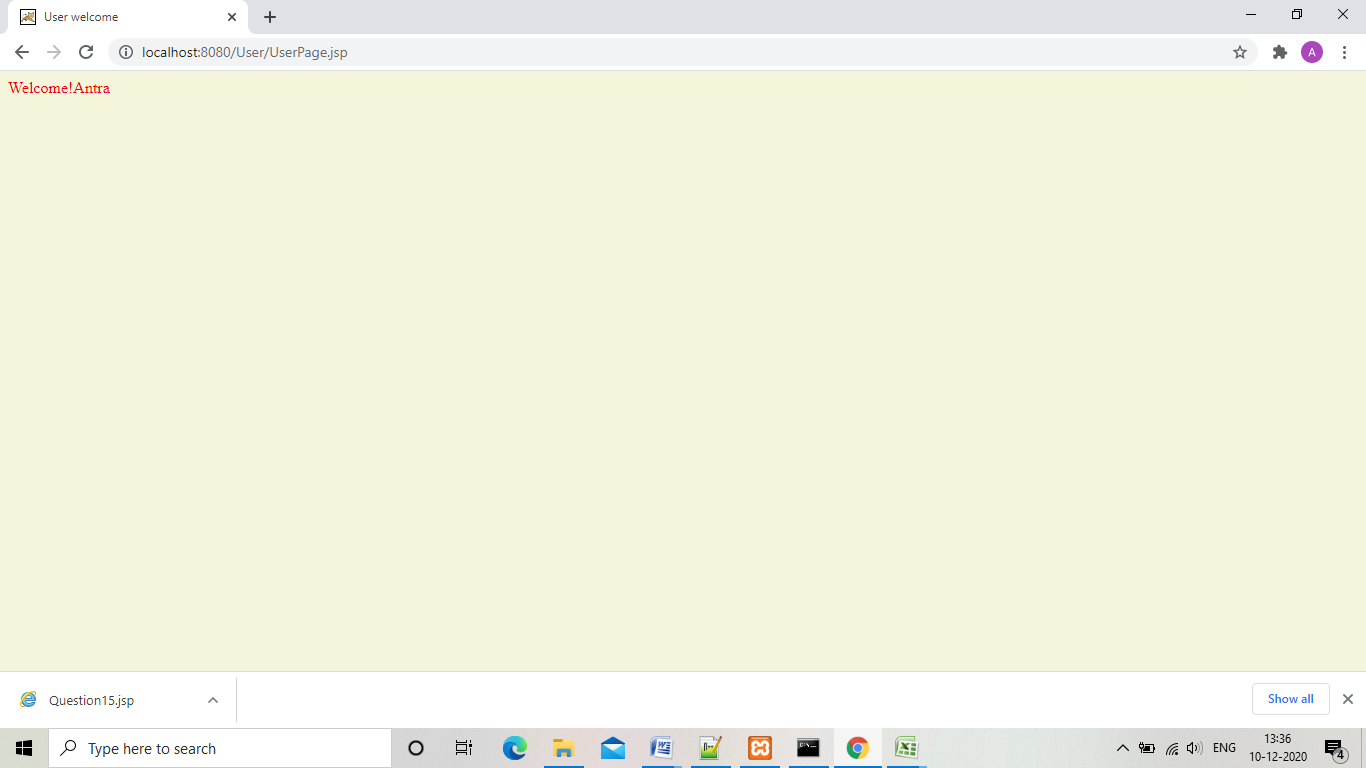 User welcome
localhost:8080/User/UserPage.jsp
A
Welcome!Antra
Question15.jsp
Show all
Type here to search
ENG
13:36
10-12-2020
4